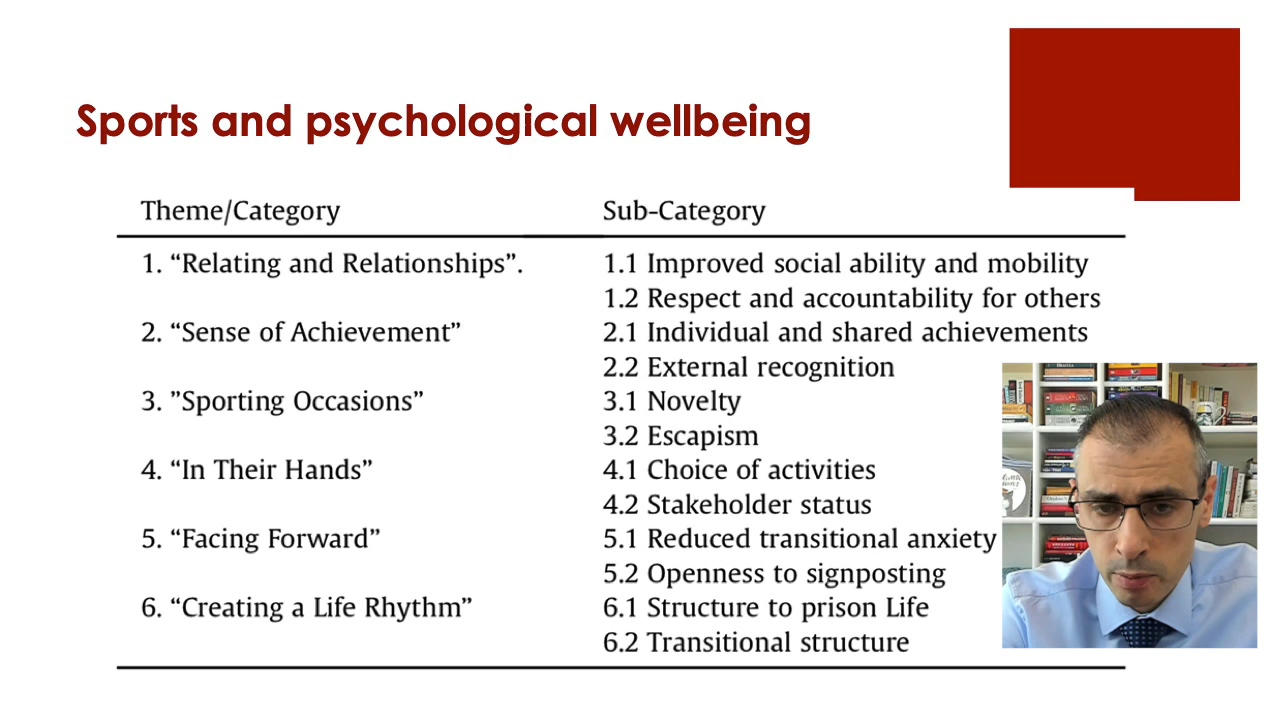 Sports and psychological wellbeing
Theme/Category Sub-Category
1. “Relating and Relationships”. 1.1 Improved social ability and mobility
1.2 Respect and accountability for others
2. “Sense of Achievement” 2.1 Individual and shared achievements
2.2 External recognition
3. ”Sporting Occasions” 3.1 Novelty
3.2 Escapism
4. “In Their Hands” 4.1 Choice of activities
4.2 Stakeholder status
5. “Facing Forward” 5.1 Reduced transitional anxiety
5.2 Openness to signposting
6. “Creating a Life Rhythm” 6.1 Structure to prison Life
6.2 Transitional structure